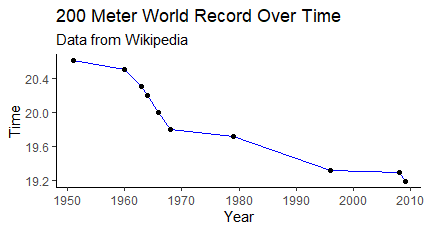 200 Meter World Record Over Time
Data from Wikipedia
Time
20.4
20.0
19.6
19.2
1950 1960 1970 1980 1990 2000 2010
Year